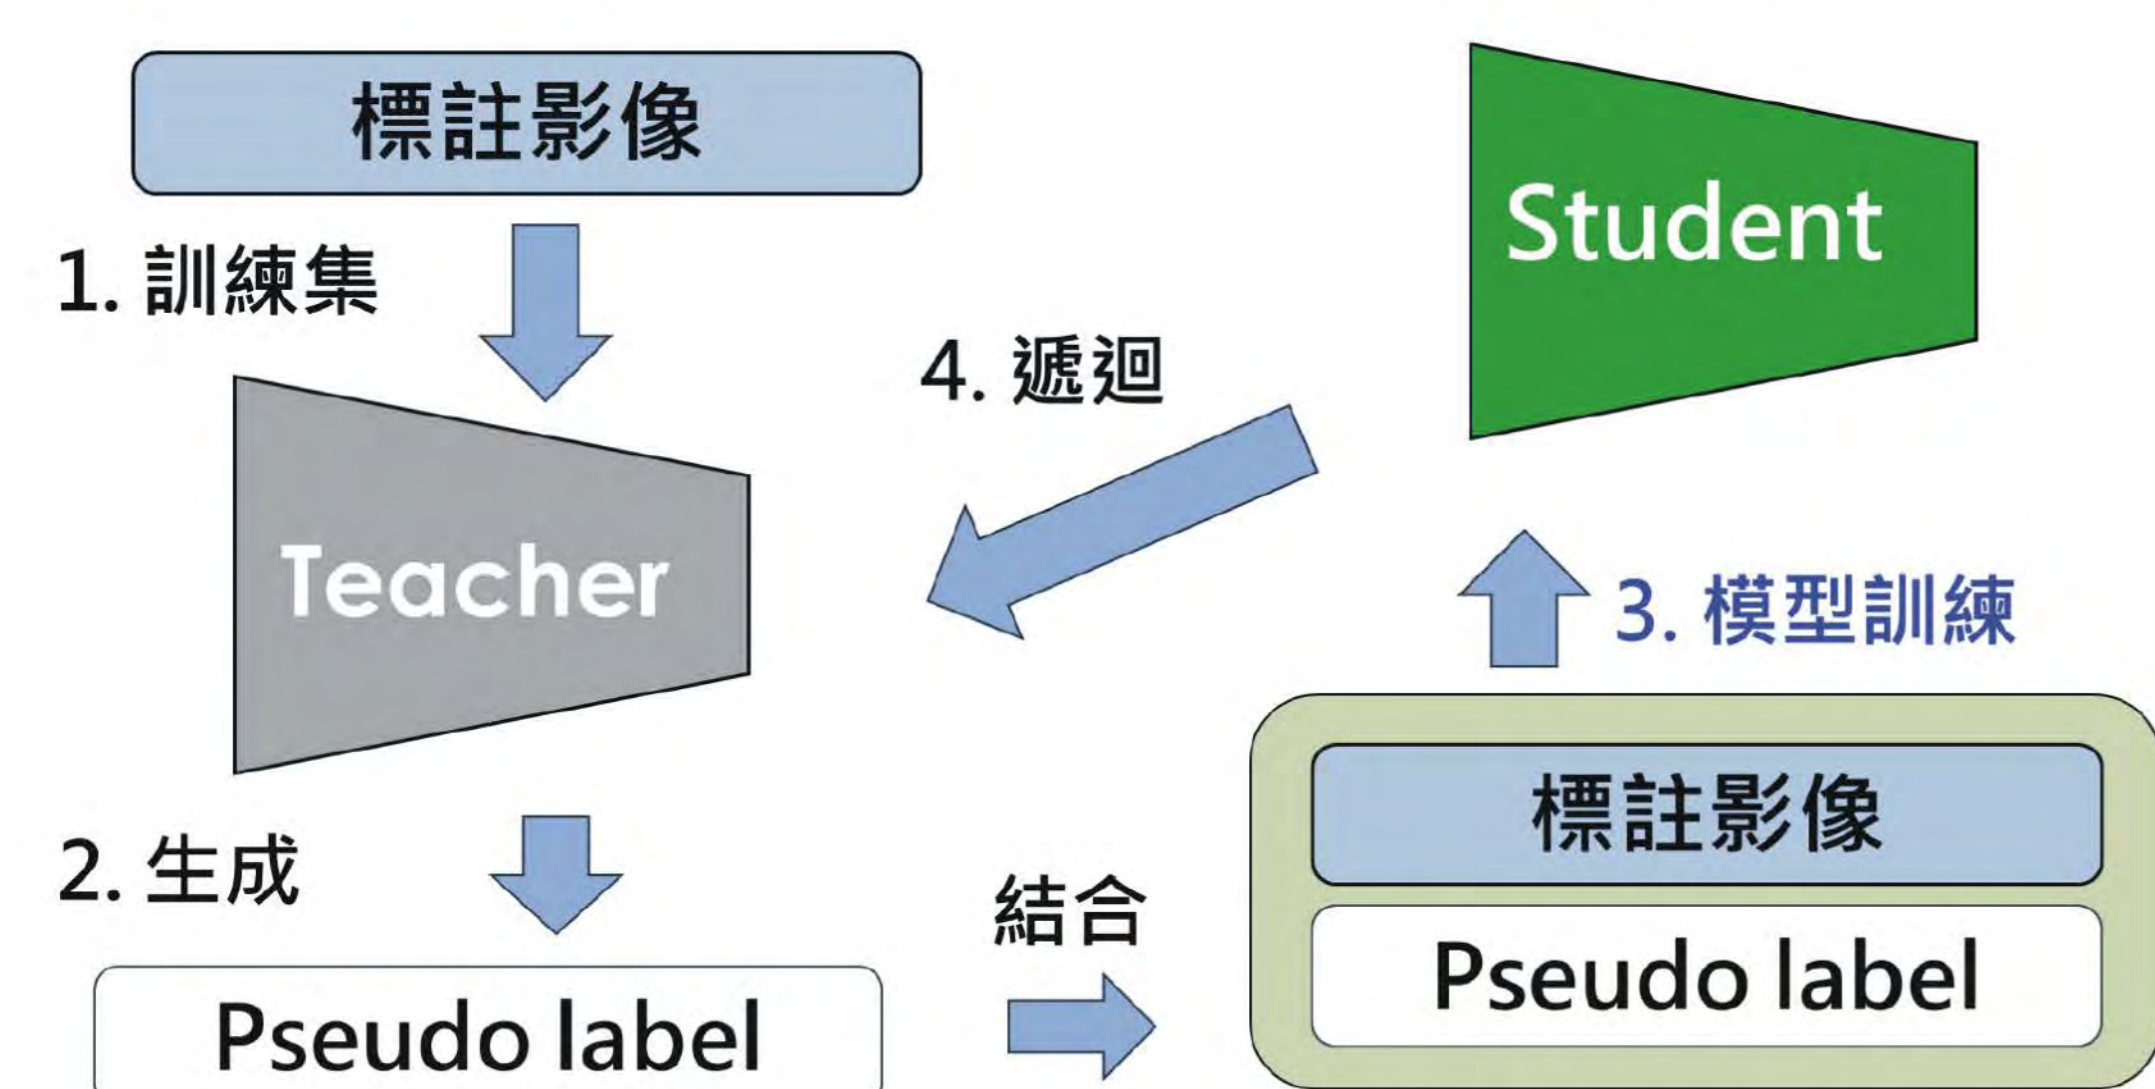 標註影像
1. 訓練集
Teacher
2. 生成
Pseudo label
結合
標註影像
Pseudo label
3. 模型訓練
Student
4. 遞迴